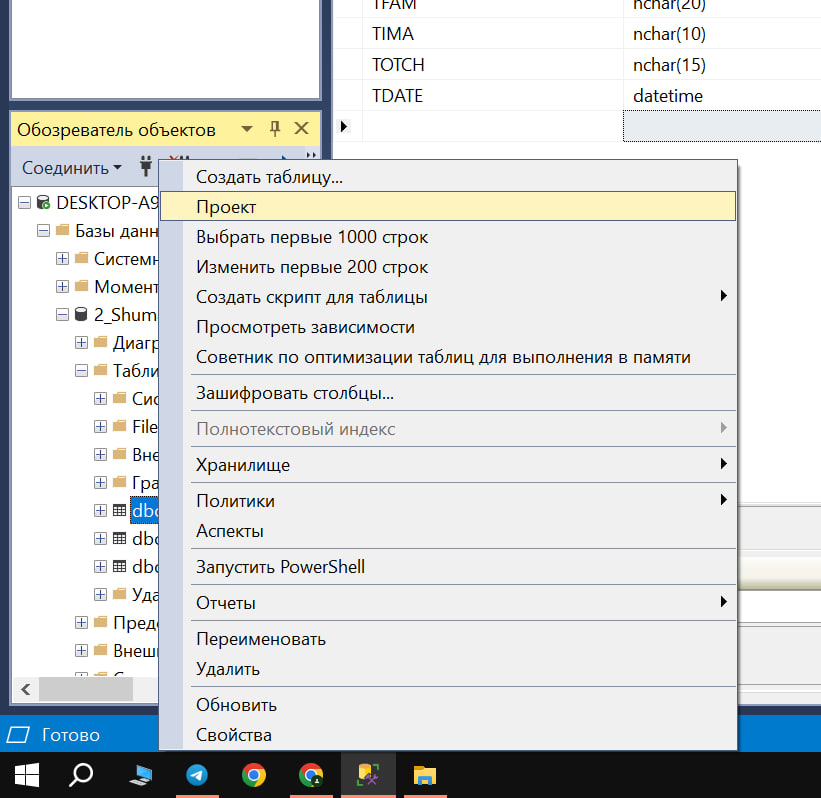 TFAM nchar(20)
TIMA nchar(10)
TOTCH nchar(15)
TDATE datetime
Обозреватель объектов
Соединить
DESKTOP-A9
Базы данн
Системн
Момент
2_Shum
Диагр
Табли
Сис
File
Вне
Гра
dbo
dbo
dbo
Уда
Пред
Внеш
Создать таблицу...
Проект
Выбрать первые 1000 строк
Изменить первые 200 строк
Создать скрипт для таблицы
Просмотреть зависимости
Советник по оптимизации таблиц для выполнения в памяти
Зашифровать столбцы...
Полнотекстовый индекс
Хранилище
Политики
Аспекты
Запустить PowerShell
Отчеты
Переименовать
Удалить
Обновить
Свойства
Готово